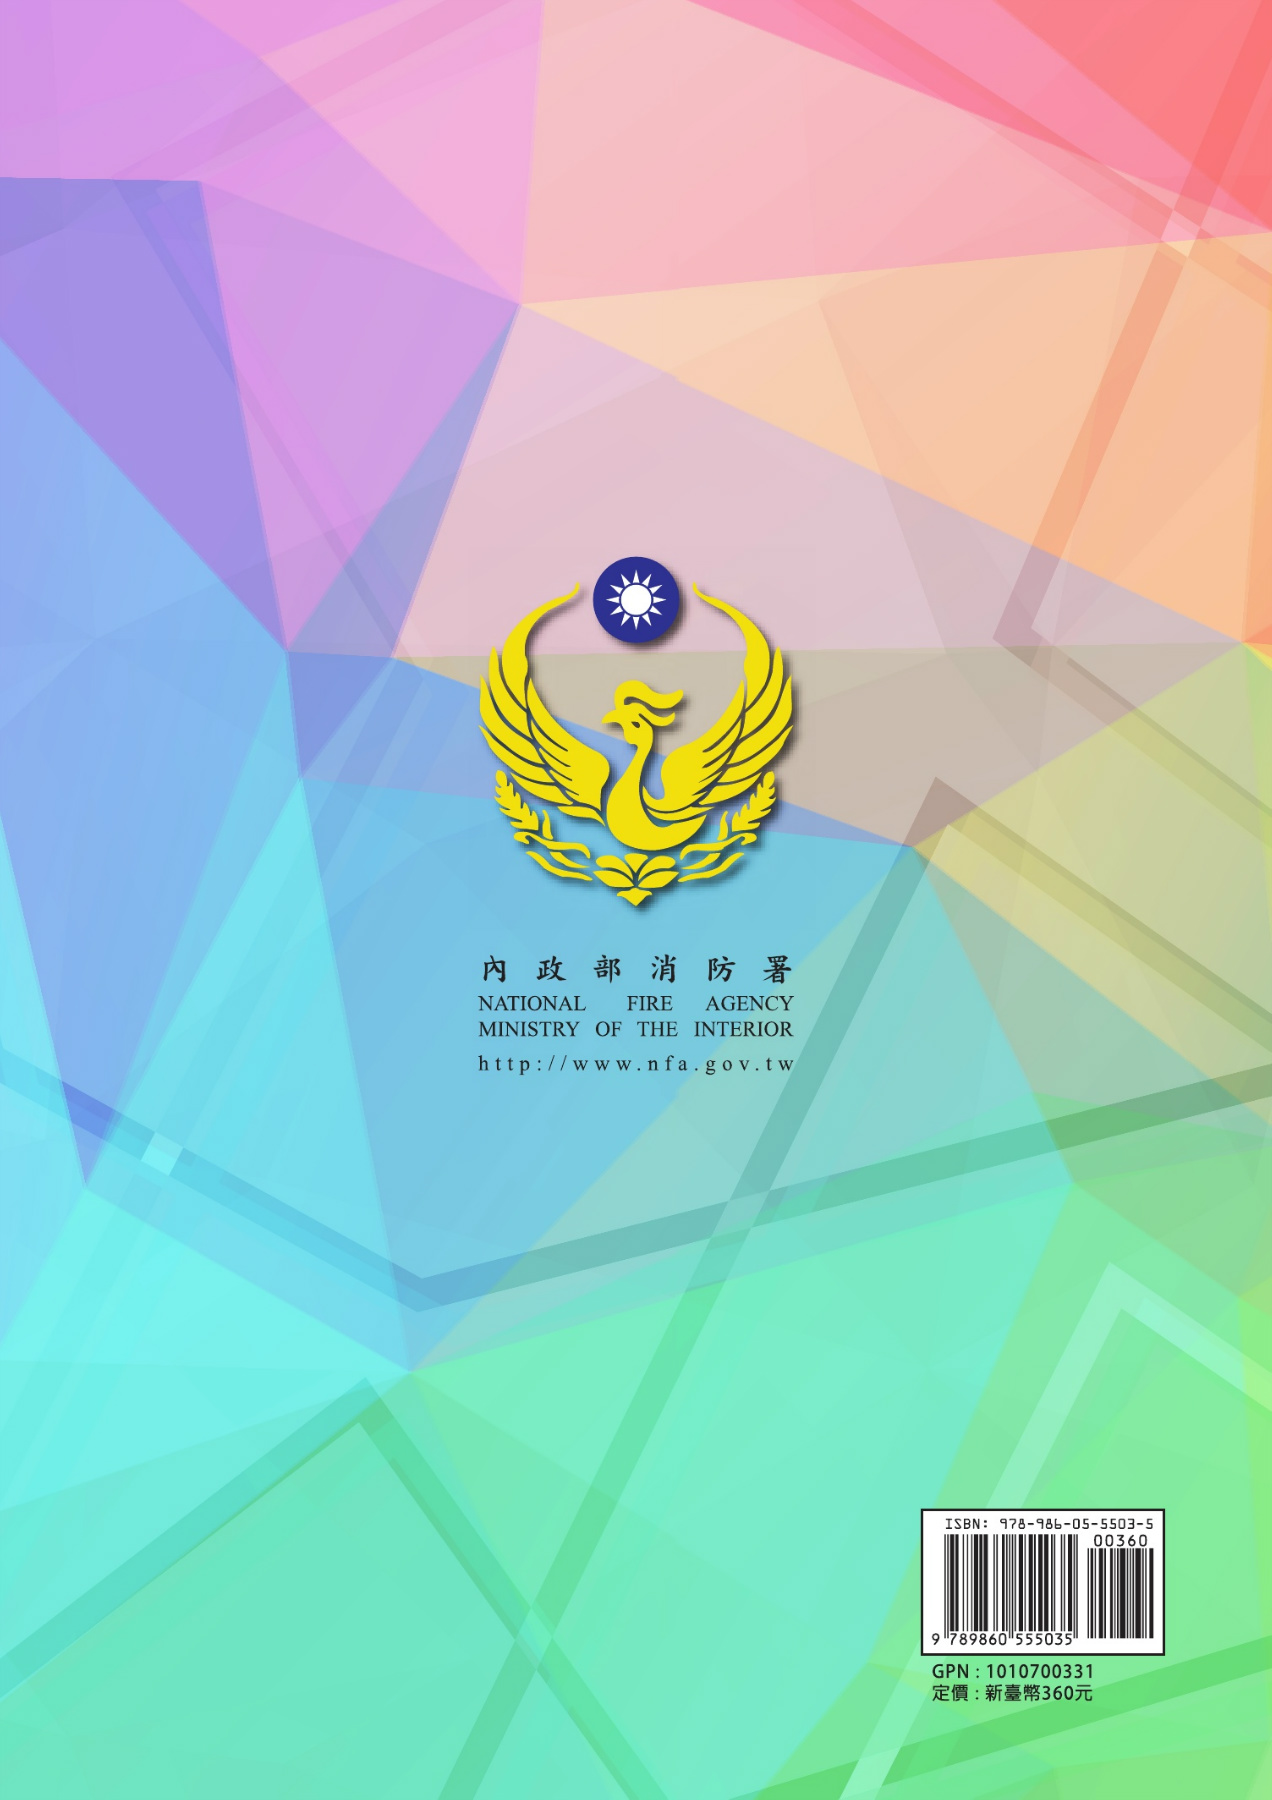 內政部消防署
NATIONAL FIRE AGENCY
MINISTRY OF THE INTERIOR
http://www.nfa.gov.tw
ISBN: 978-986-05-5503-5
00360
9 789860 555035
GPN : 1010700331
定價 : 新臺幣360元